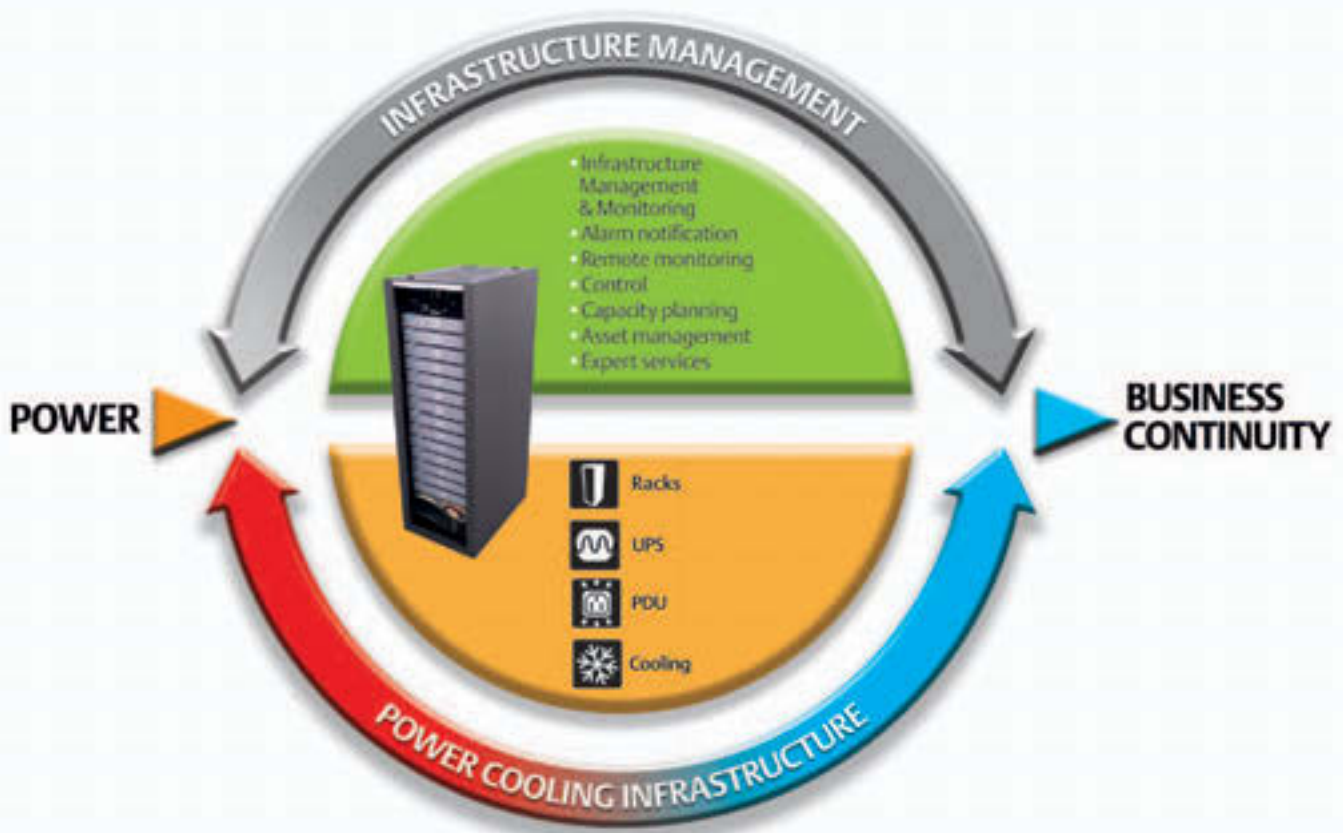 INFRASTRUCTURE MANAGEMENT
• Infrastructure
Management
& Monitoring
• Alarm notification
• Remote monitoring
• Control
• Capacity planning
• Asset management
• Expert services
POWER
BUSINESS
CONTINUITY
Racks
UPS
PDU
Cooling
POWER COOLING INFRASTRUCTURE